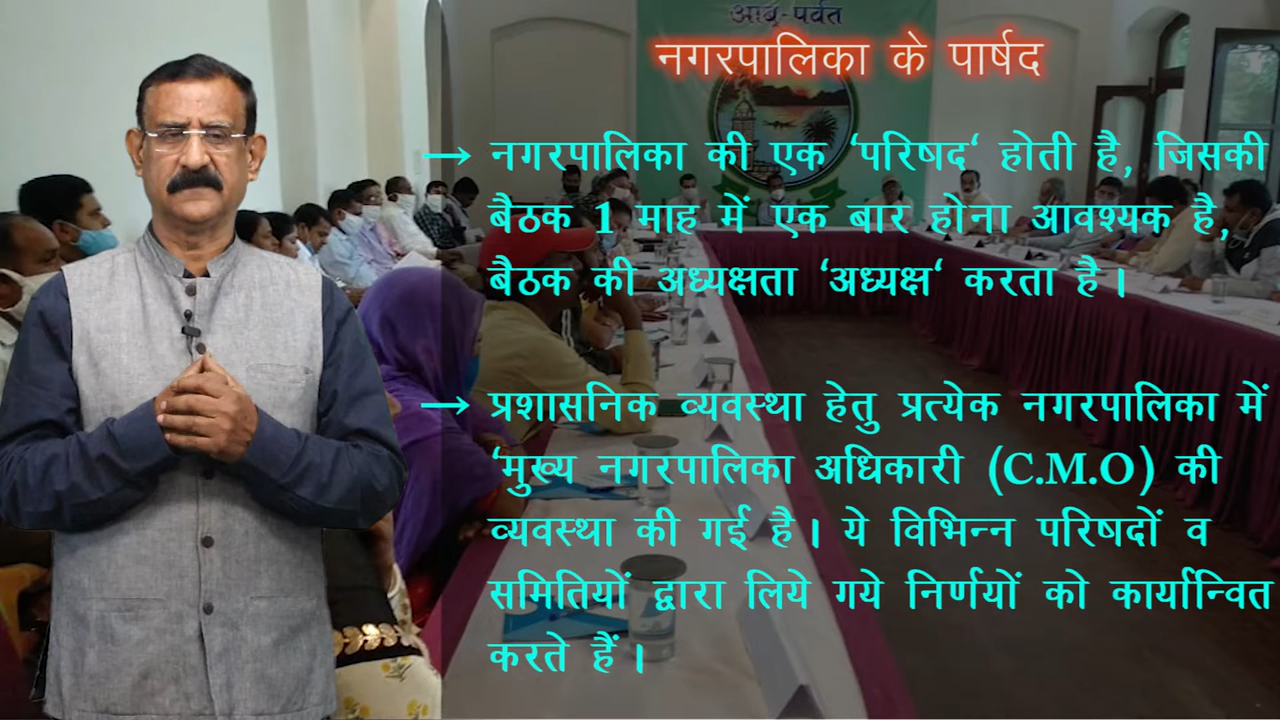 आबू-पर्वत
नगरपालिका के पार्षद
→ नगरपालिका की एक ‘परिषद‘ होती है, जिसकी
बैठक 1 माह में एक बार होना आवश्यक है,
बैठक की अध्यक्षता ‘अध्यक्ष‘ करता है।
→ प्रशासनिक व्यवस्था हेतु प्रत्येक नगरपालिका में
‘मुख्य नगरपालिका अधिकारी (C.M.O) की
व्यवस्था की गई है। ये विभिन्न परिषदों व
समितियों द्वारा लिये गये निर्णयों को कार्यान्वित
करते हैं।